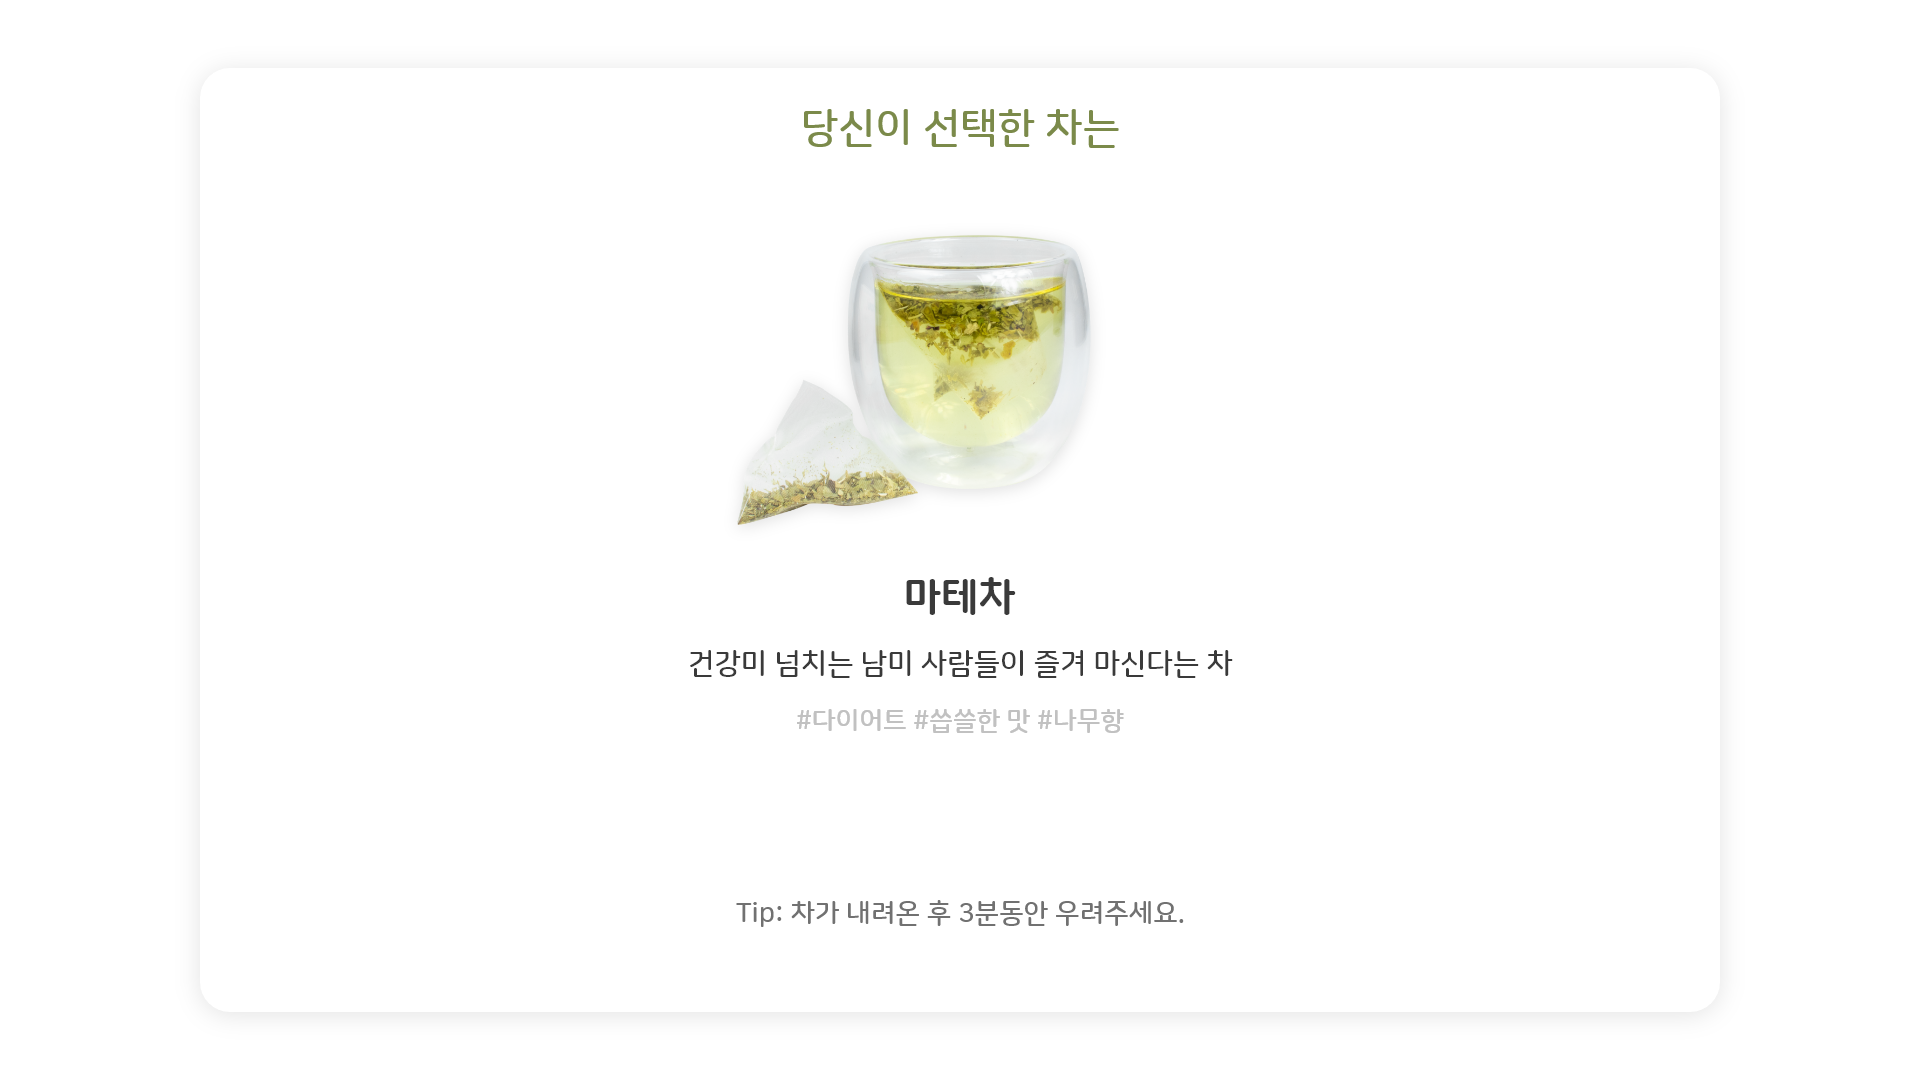 당신이 선택한 차는
마테차
건강미 넘치는 남미 사람들이 즐겨 마신다는 차
#다이어트 #씁쓸한 맛 #나무향
Tip: 차가 내려온 후 3분동안 우려주세요.